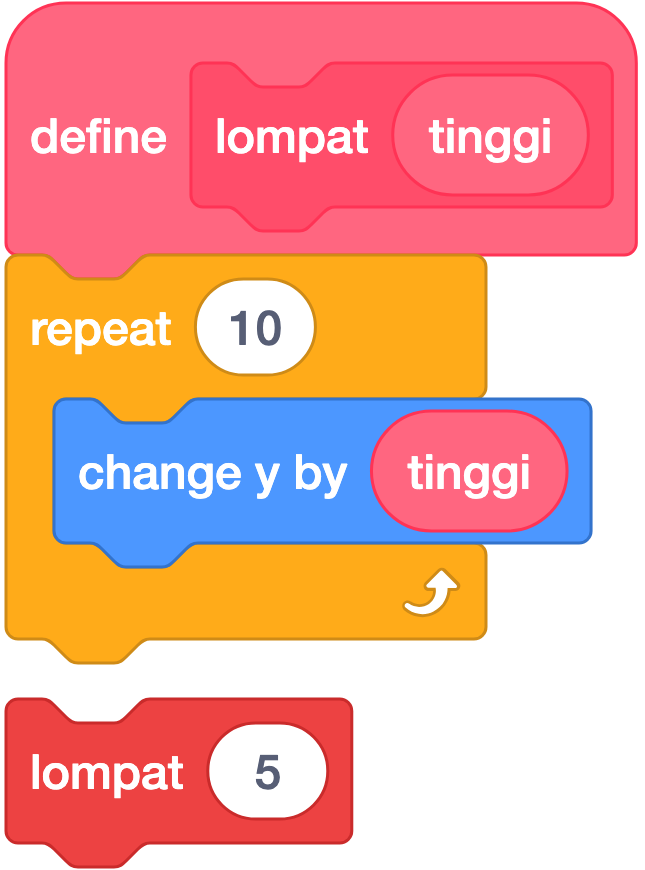 define lompat tinggi
repeat 10
change y by tinggi
lompat 5